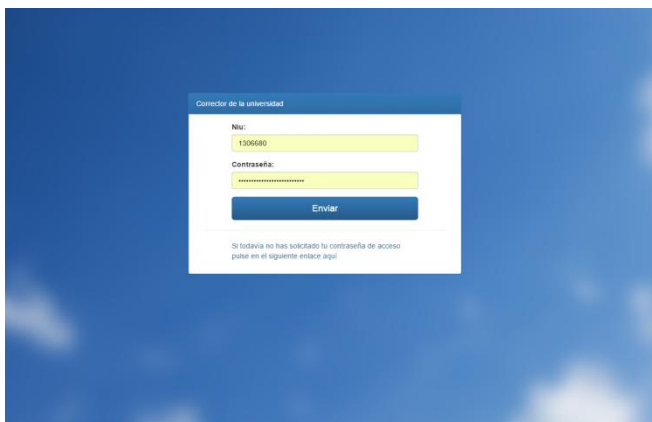 Corrector de la universidad
Niu:
1306680
Contraseña:
Enviar
Si todavía no has solicitado tu contraseña de acceso
pulse en el siguiente enlace aquí